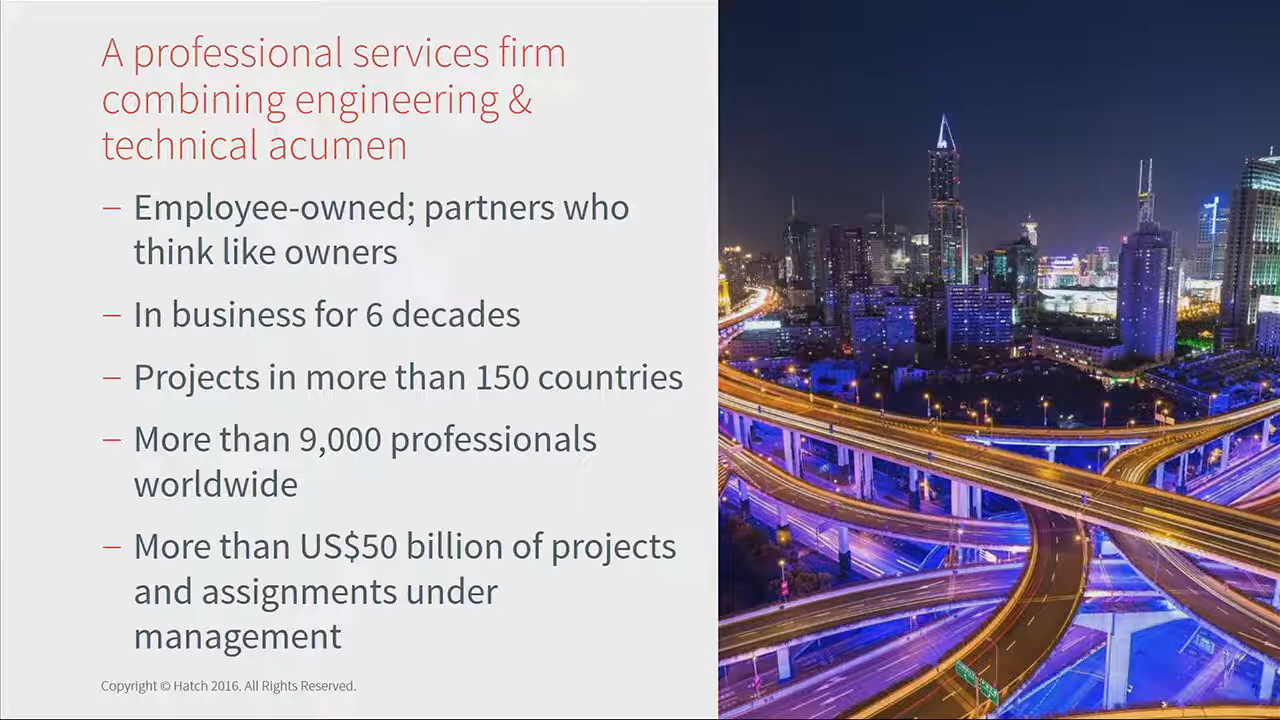 A professional services firm
combining engineering &
technical acumen
– Employee-owned; partners who
think like owners
– In business for 6 decades
– Projects in more than 150 countries
– More than 9,000 professionals
worldwide
– More than US$50 billion of projects
and assignments under
management
Copyright © Hatch 2016. All Rights Reserved.